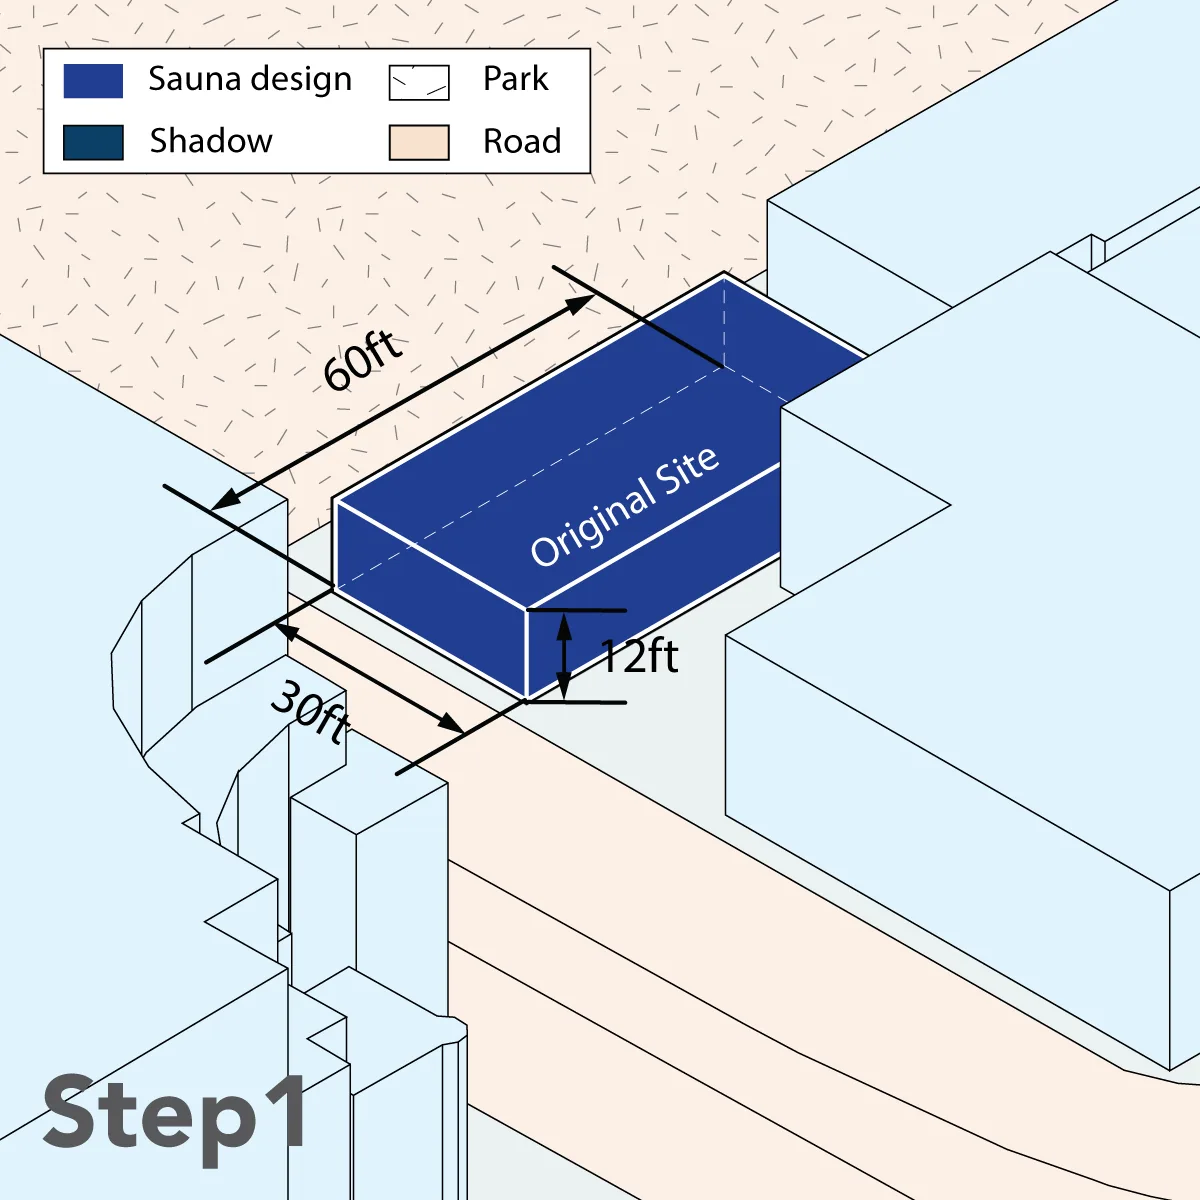 Sauna design
Park
Shadow
Road
60ft
Original Site
12ft
30ft
Step1